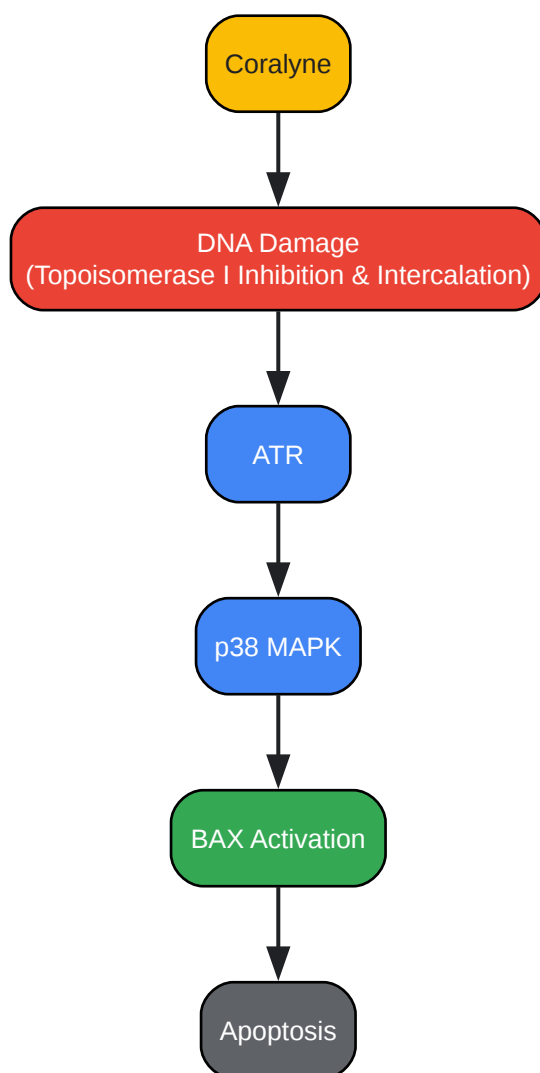 Coralyne
DNA Damage
(Topoisomerase I Inhibition & Intercalation)
ATR
p38 MAPK
BAX Activation
Apoptosis